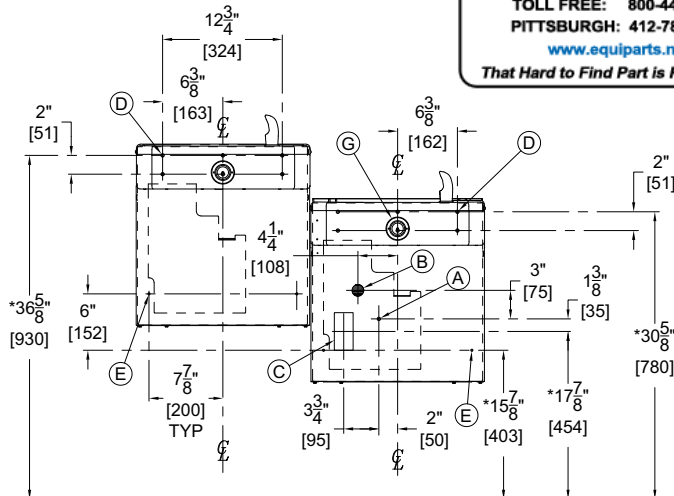 TOLL FREE: 800-44
PITTSBURGH: 412-78
www.equiparts.n
That Hard to Find Part is H
12 3/4"
[324]
6 3/8"
[163]
2"
[51]
D
℄
G
6 3/8"
[162]
℄
D
2"
[51]
4 1/4"
[108]
B
A
3"
[75]
1 3/8"
[35]
*36 5/8"
[930]
6"
[152]
E
7 7/8"
[200]
TYP
℄
C
3 3/4"
[95]
2"
[50]
℄
E
*15 7/8"
[403]
*17 7/8"
[454]
*30 5/8"
[780]